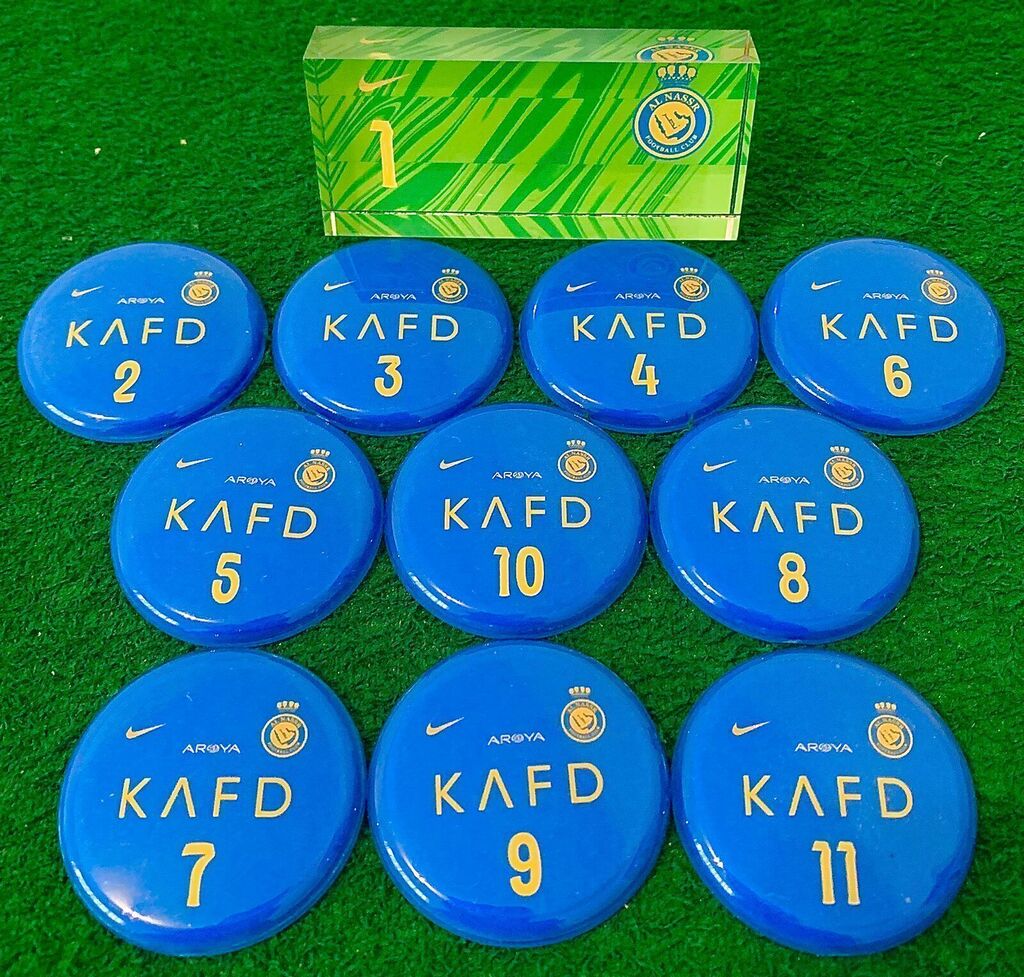 1
AL NASSR
FOOTBALL CLUB
AROYA
KAFD
2
AROYA
KAFD
3
AROYA
KAFD
4
AROYA
KAFD
6
AROYA
KAFD
5
AROYA
KAFD
10
AROYA
KAFD
8
AROYA
KAFD
7
AROYA
KAFD
9
AROYA
KAFD
11